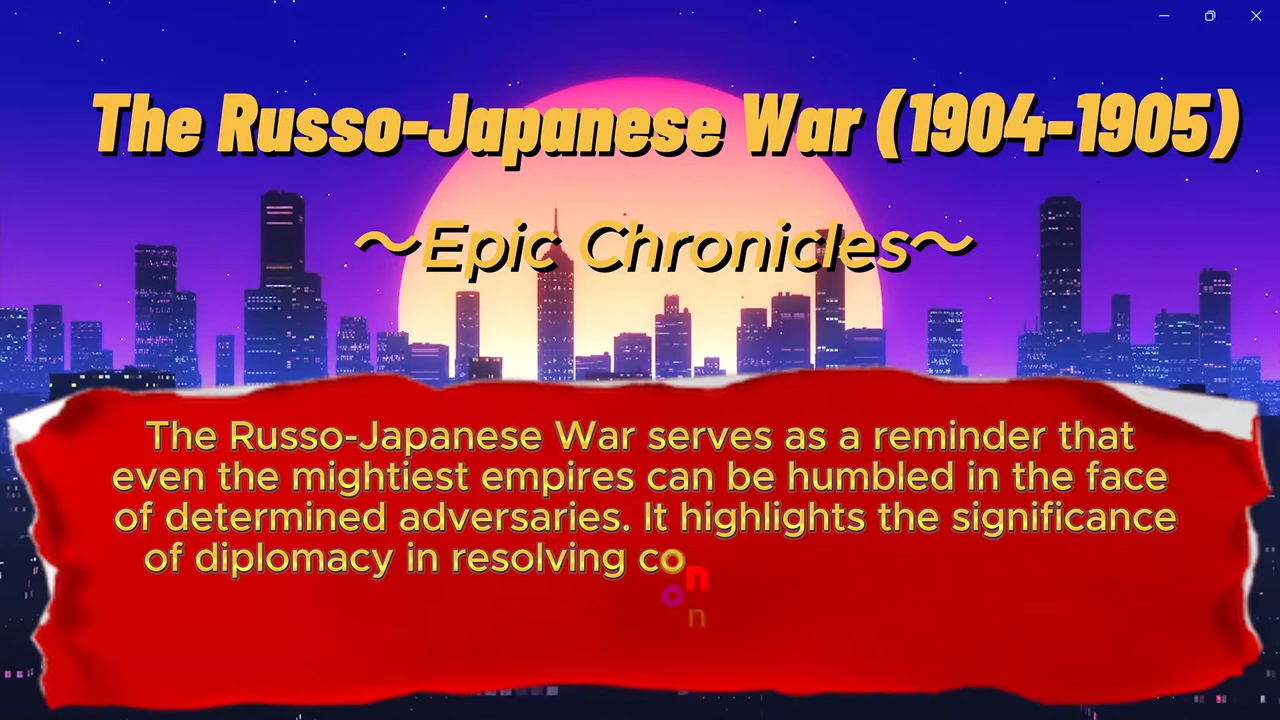 The Russo-Japanese War (1904-1905)
~Epic Chronicles~
The Russo-Japanese War serves as a reminder that
even the mightiest empires can be humbled in the face
of determined adversaries. It highlights the significance
of diplomacy in resolving con